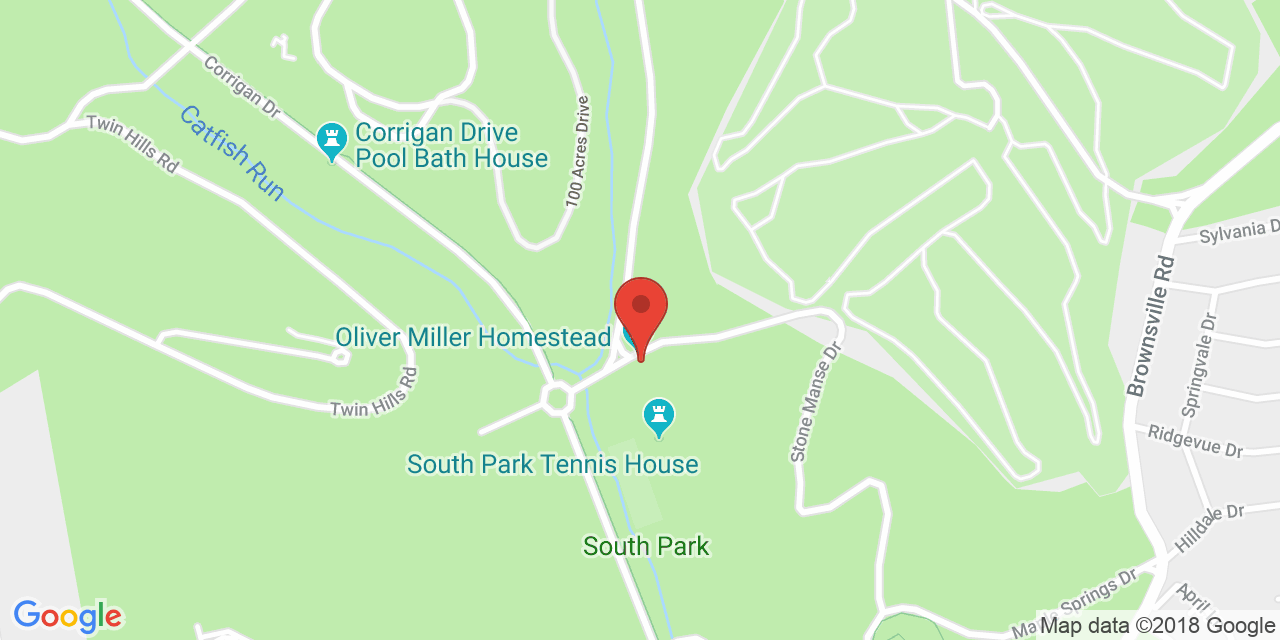 Corrigan Dr
Catfish Run
Twin Hills Rd
Corrigan Drive
Pool Bath House
100 Acres Drive
Sylvania D
Brownsville Rd
Springvale Dr
Oliver Miller Homestead
Stone Manse Dr
Twin Hills Rd
Ridgevue Dr
South Park Tennis House
Hilldale Dr
South Park
Springs Dr
April
Google
Map data ©2018 Google